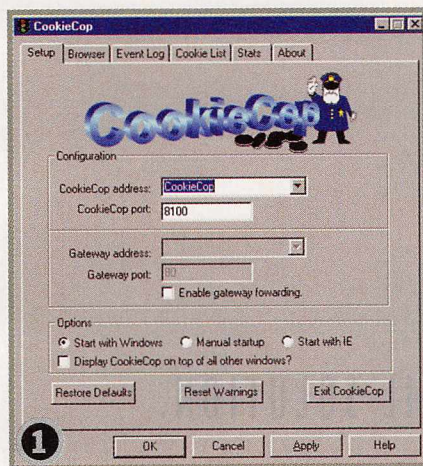 CookieCop
Setup Browser Event Log Cookie List Stats About
CookieCop
Configuration
CookieCop address: CookieCop
CookieCop port: 8100
Gateway address:
Gateway port: 80
Enable gateway fowarding.
Options
Start with Windows Manual startup Start with IE
Display CookieCop on top of all other windows?
Restore Defaults Reset Warnings Exit CookieCop
1
OK Cancel Apply Help